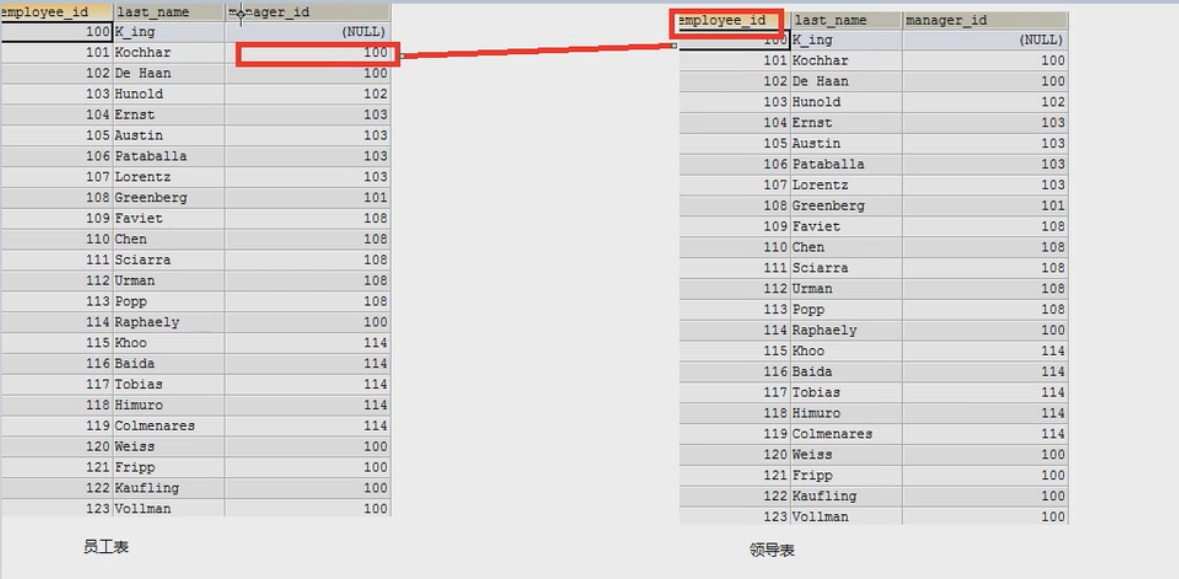 employee_id last_name manager_id
100 K_ing (NULL)
101 Kochhar 100
102 De Haan 100
103 Hunold 102
104 Ernst 103
105 Austin 103
106 Pataballa 103
107 Lorentz 103
108 Greenberg 101
109 Faviet 108
110 Chen 108
111 Sciarra 108
112 Urman 108
113 Popp 108
114 Raphaely 100
115 Khoo 114
116 Baida 114
117 Tobias 114
118 Himuro 114
119 Colmenares 114
120 Weiss 100
121 Fripp 100
122 Kaufling 100
123 Vollman 100
员工表
employee_id last_name manager_id
100 K_ing (NULL)
101 Kochhar 100
102 De Haan 100
103 Hunold 102
104 Ernst 103
105 Austin 103
106 Pataballa 103
107 Lorentz 103
108 Greenberg 101
109 Faviet 108
110 Chen 108
111 Sciarra 108
112 Urman 108
113 Popp 108
114 Raphaely 100
115 Khoo 114
116 Baida 114
117 Tobias 114
118 Himuro 114
119 Colmenares 114
120 Weiss 100
121 Fripp 100
122 Kaufling 100
123 Vollman 100
领导表